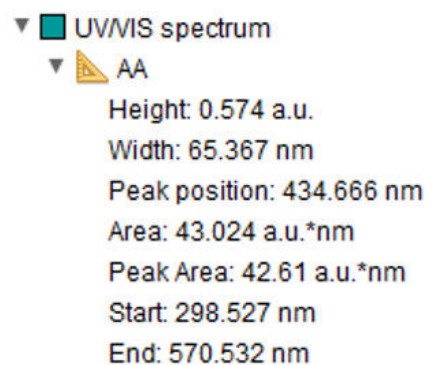 UV/VIS spectrum
AA
Height: 0.574 a.u.
Width: 65.367 nm
Peak position: 434.666 nm
Area: 43.024 a.u.*nm
Peak Area: 42.61 a.u.*nm
Start: 298.527 nm
End: 570.532 nm